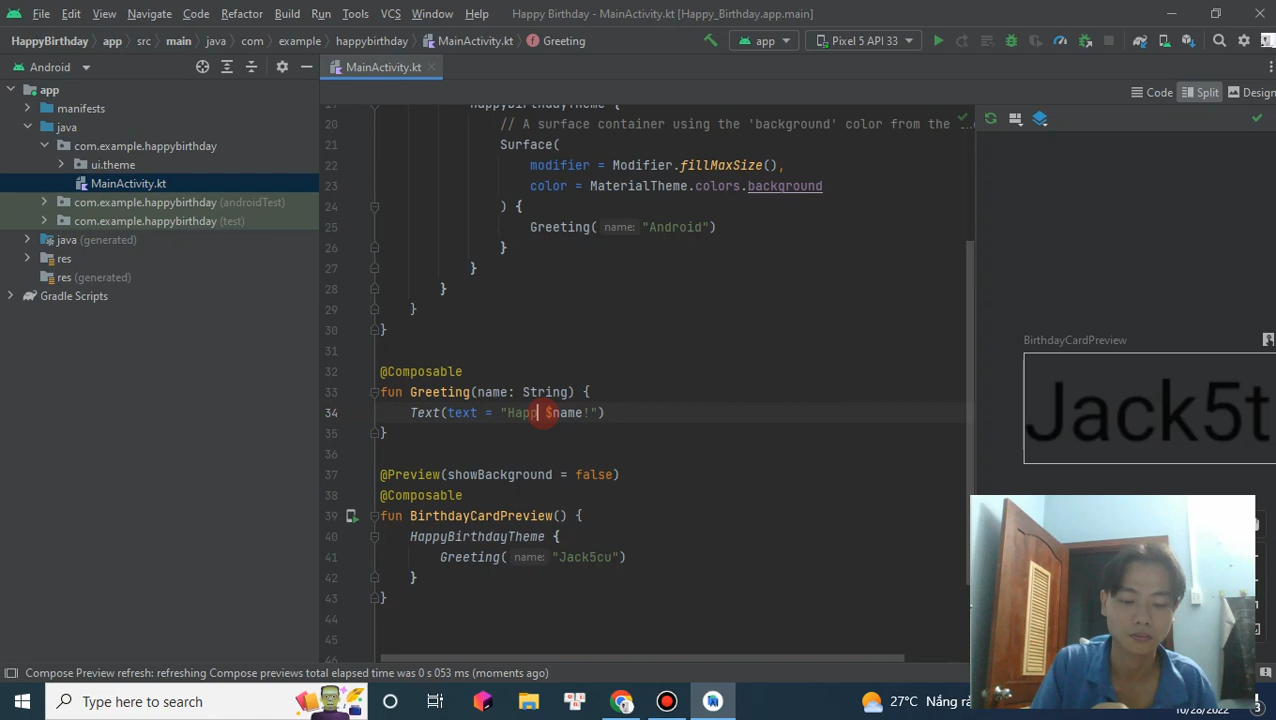 File Edit View Navigate Code Refactor Build Run Tools VCS Window Help Happy Birthday - MainActivity.kt [Happy_Birthday.app.main]
HappyBirthday app src main java com example happybirthday MainActivity.kt Greeting app Pixel 5 API 33
Android MainActivity.kt
Code Split Design
app
manifests
java
com.example.happybirthday
ui.theme
MainActivity.kt
com.example.happybirthday (androidTest)
com.example.happybirthday (test)
java (generated)
res
res (generated)
Gradle Scripts
19 HappyBirthdayTheme {
20 // A surface container using the 'background' color from the
21 Surface(
22 modifier = Modifier.fillMaxSize(),
23 color = MaterialTheme.colors.background
24 ) {
25 Greeting( name: "Android")
26 }
27 }
28 }
29 }
30 }
31
32 @Composable
33 fun Greeting(name: String) {
34 Text(text = "Happ $name!")
35 }
36
37 @Preview(showBackground = false)
38 @Composable
39 fun BirthdayCardPreview() {
40 HappyBirthdayTheme {
41 Greeting( name: "Jack5cu")
42 }
43 }
44
45
46
BirthdayCardPreview
Jack5t
Compose Preview refresh: refreshing Compose previews total elapsed time was 0 s 053 ms (moments ago)
Type here to search
27°C Nắng rả
10/28/2022